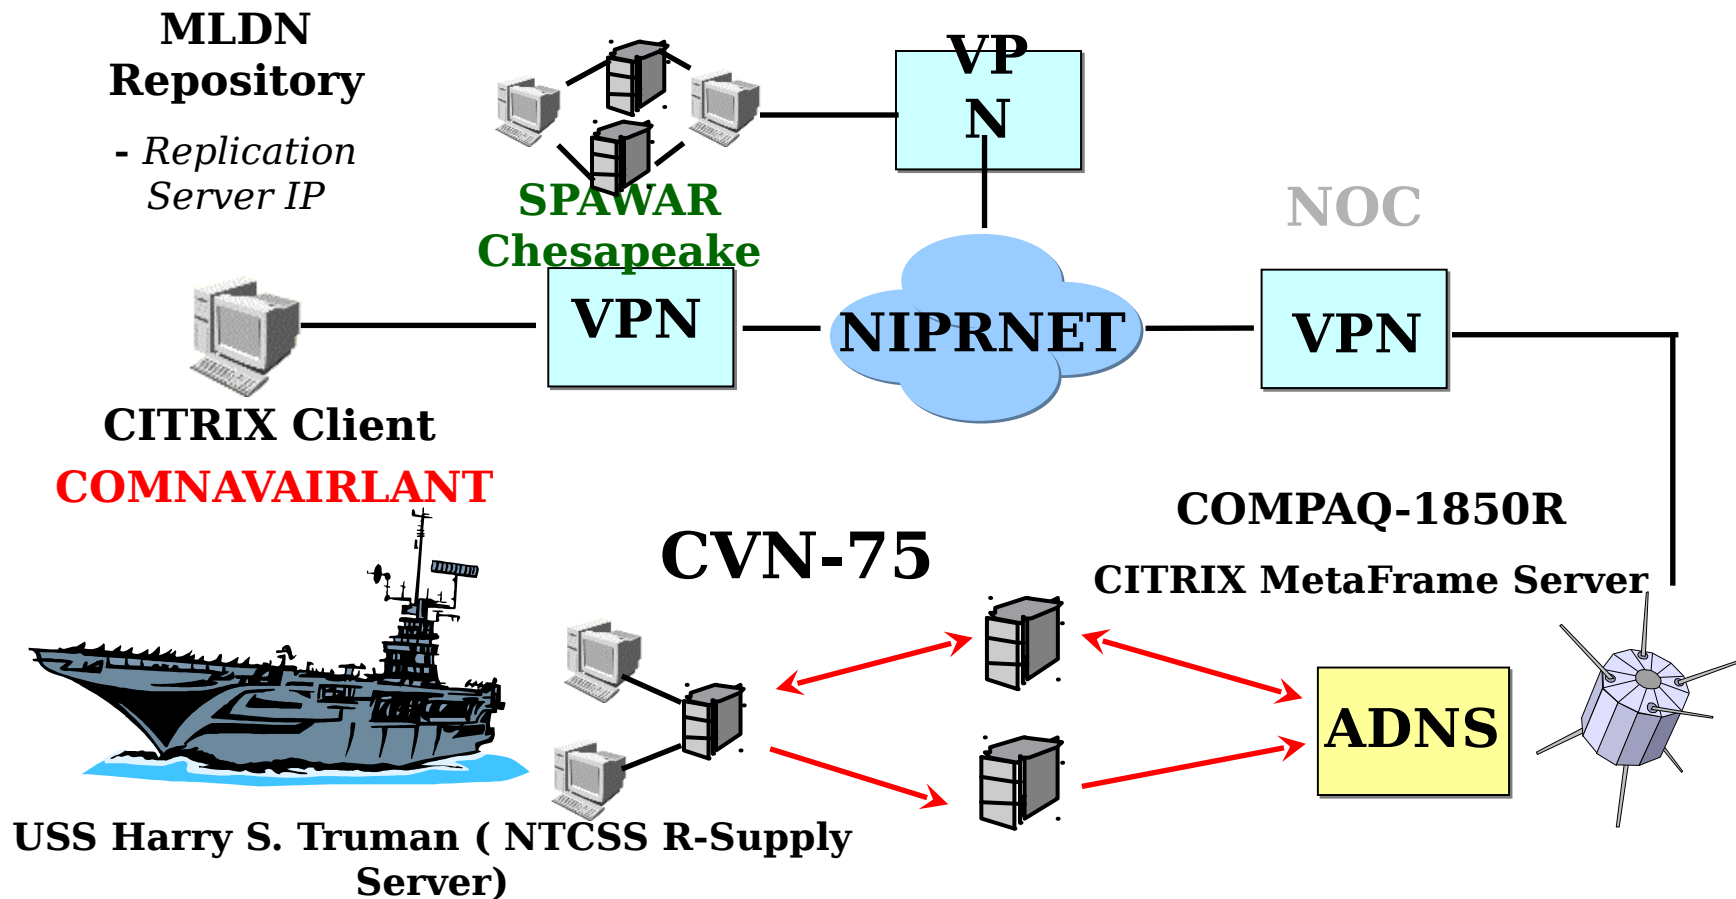 MLDN
Repository
- Replication
Server IP
SPAWAR
Chesapeake
VP
N
NOC
VPN
NIPRNET
VPN
CITRIX Client
COMNAVAIRLANT
CVN-75
COMPAQ-1850R
CITRIX MetaFrame Server
ADNS
USS Harry S. Truman ( NTCSS R-Supply
Server)